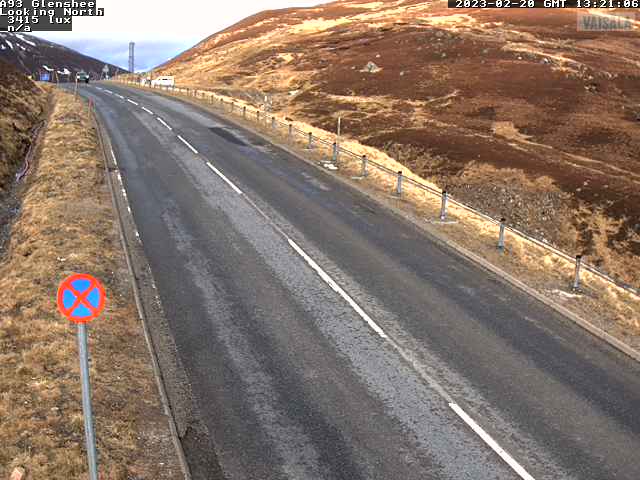 A93 Glenshee
Looking North
3415 lux
n/a
2023-02-20 GMT 13:21:06
VAISALA